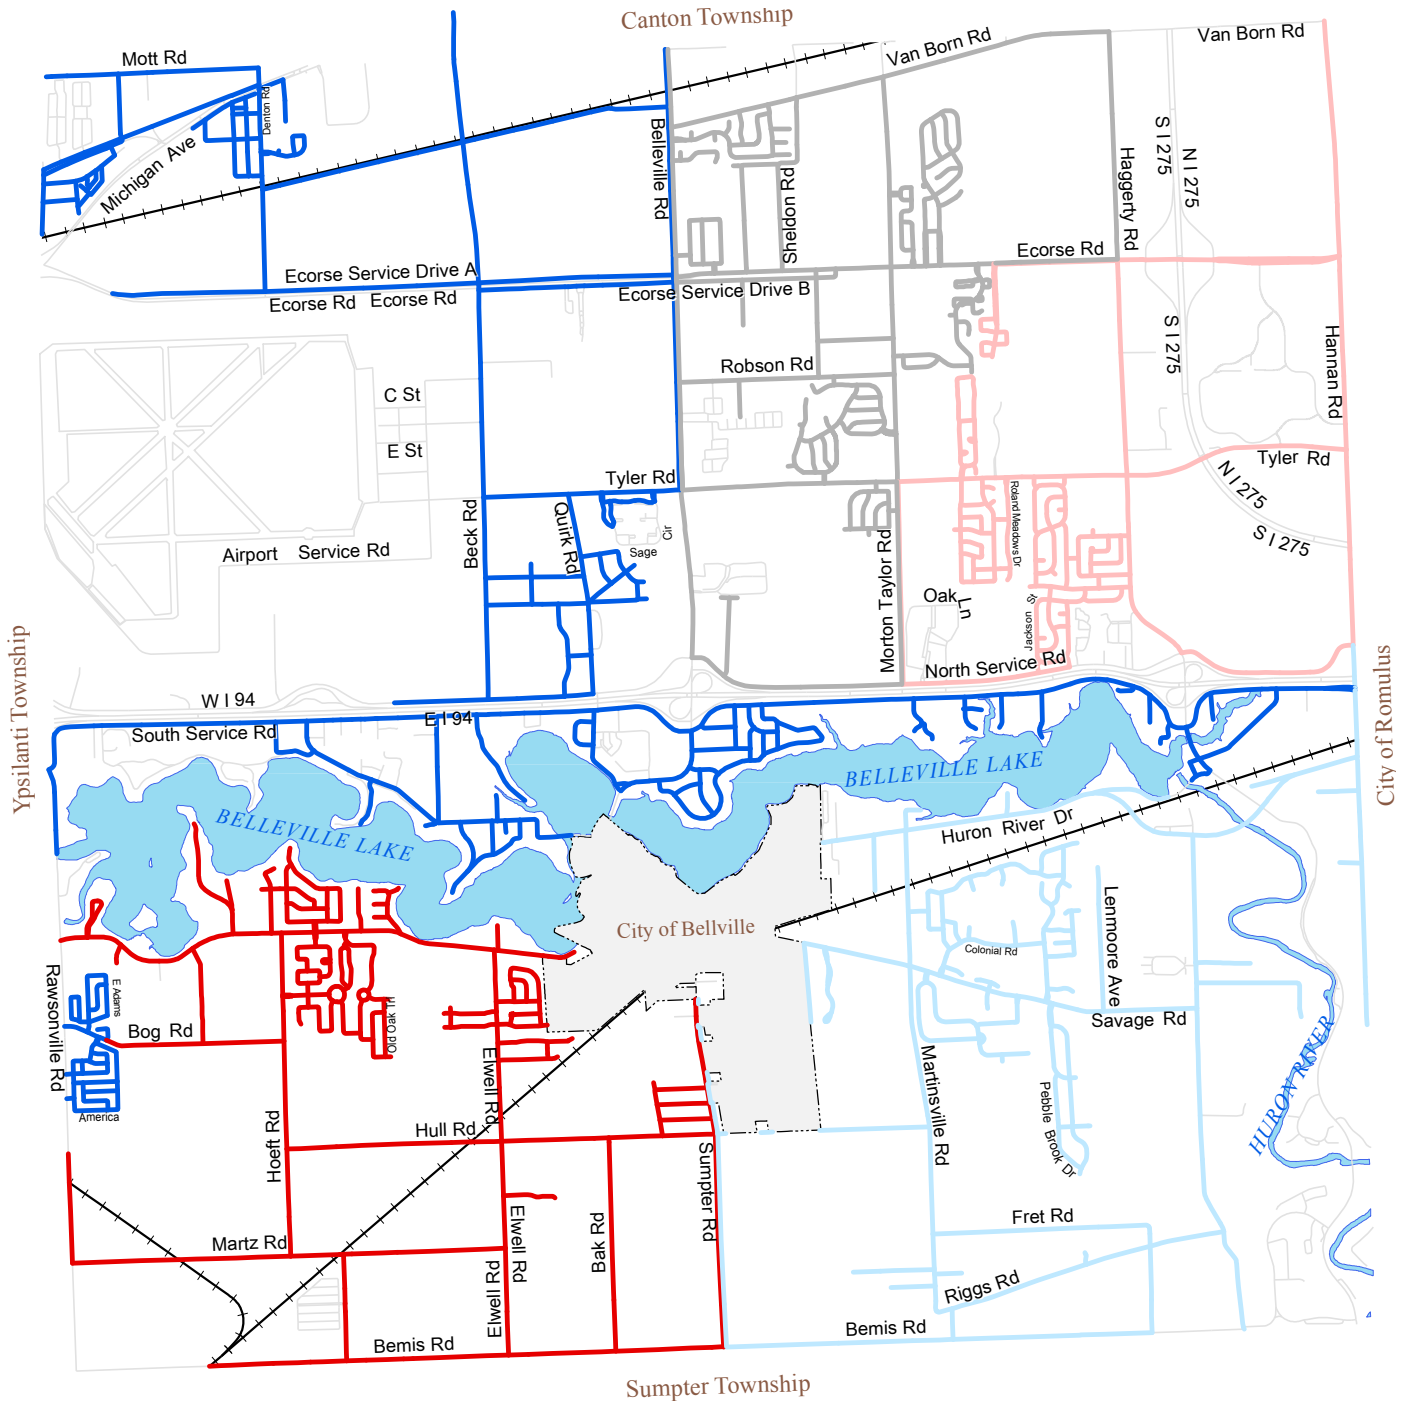 Canton Township
Mott Rd
Van Born Rd
Van Born Rd
Denton Rd
Michigan Ave
Belleville Rd
Sheldon Rd
Haggerty Rd
S I 275
N I 275
Ecorse Rd
Ecorse Service Drive A
Ecorse Rd
Ecorse Rd
Ecorse Service Drive B
S I 275
Hannan Rd
Robson Rd
C St
E St
Tyler Rd
Tyler Rd
N I 275
S I 275
Beck Rd
Quirk Rd
Sage
Cir
Roland Meadows Dr
Airport Service Rd
Morton Taylor Rd
Oak
Ln
Jackson
St
North Service Rd
Ypsilanti Township
City of Romulus
W I 94
E I 94
South Service Rd
BELLEVILLE LAKE
BELLEVILLE LAKE
Huron River Dr
City of Bellville
Lenmoore Ave
Colonial Rd
Rawsonville Rd
E Adams
Old Oak Trl
Bog Rd
Savage Rd
America
Elwell Rd
Martinsville Rd
Pebble Brook Dr
HURON RIVER
Hoeft Rd
Hull Rd
Sumpter Rd
Elwell Rd
Bak Rd
Fret Rd
Martz Rd
Elwell Rd
Riggs Rd
Bemis Rd
Bemis Rd
Sumpter Township